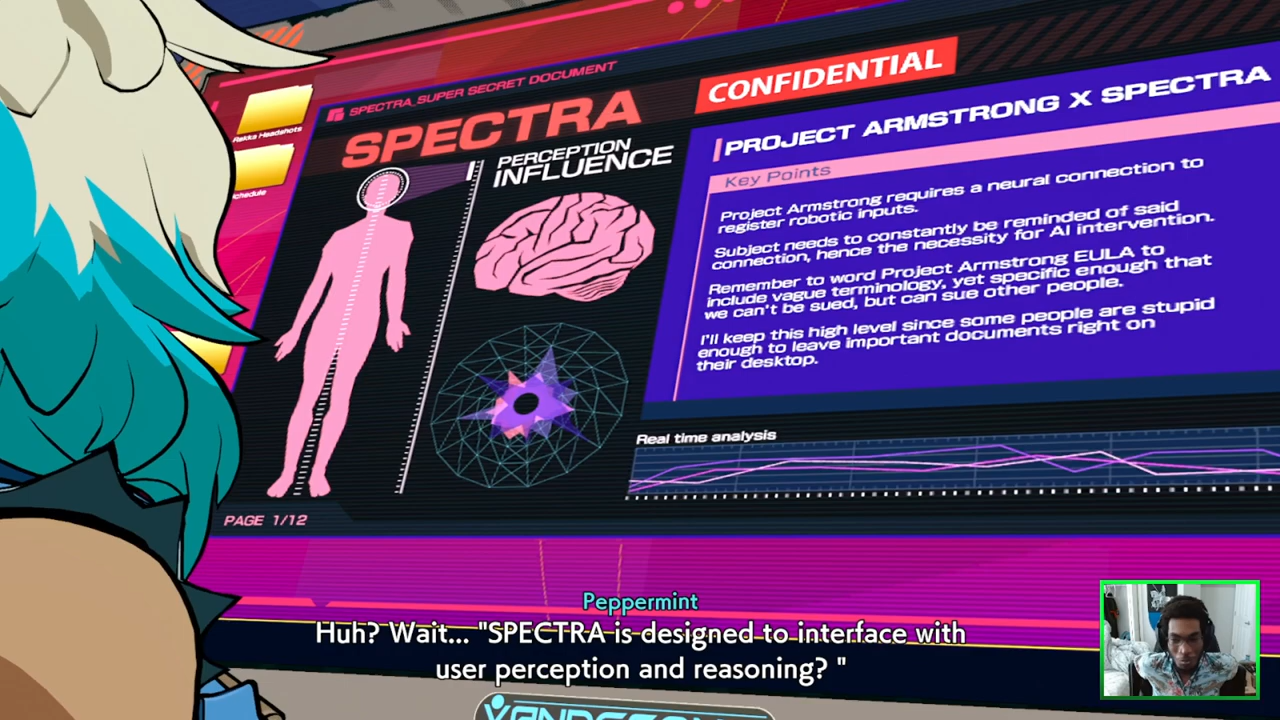 Rekka Headshots
SPECTRA_SUPER SECRET DOCUMENT
SPECTRA
PERCEPTION
INFLUENCE
CONFIDENTIAL
PROJECT ARMSTRONG X SPECTRA
Key Points
Project Armstrong requires a neural connection to
register robotic inputs.
Subject needs to constantly be reminded of said
connection, hence the necessity for AI intervention.
Remember to word Project Armstrong EULA to
include vague terminology, yet specific enough that
we can't be sued, but can sue other people.
I'll keep this high level since some people are stupid
enough to leave important documents right on
their desktop.
Real time analysis
PAGE 1/12
Peppermint
Huh? Wait... "SPECTRA is designed to interface with
user perception and reasoning? "